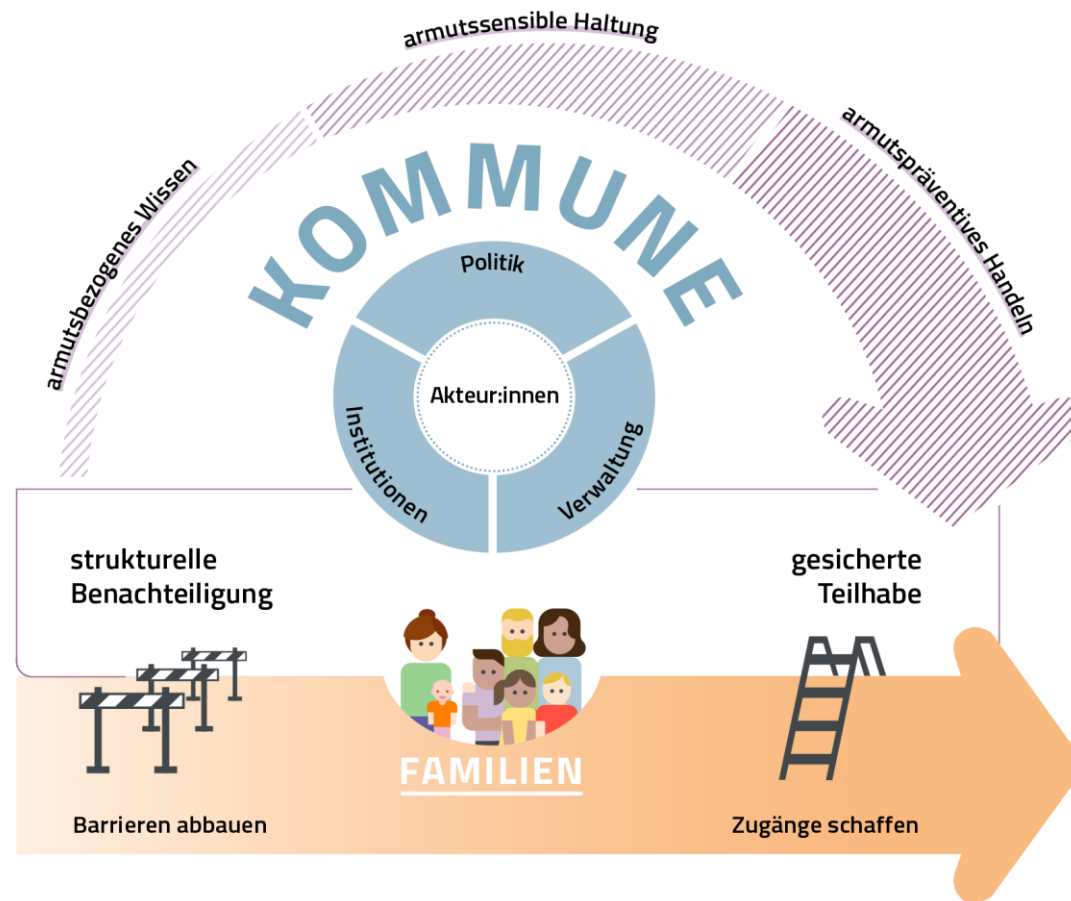 armutssensible Haltung
armutsbezogenes Wissen
armutspräventives Handeln
KOMMUNE
Politik
Akteur:innen
Institutionen
Verwaltung
strukturelle
Benachteiligung
gesicherte
Teilhabe
FAMILIEN
Barrieren abbauen
Zugänge schaffen